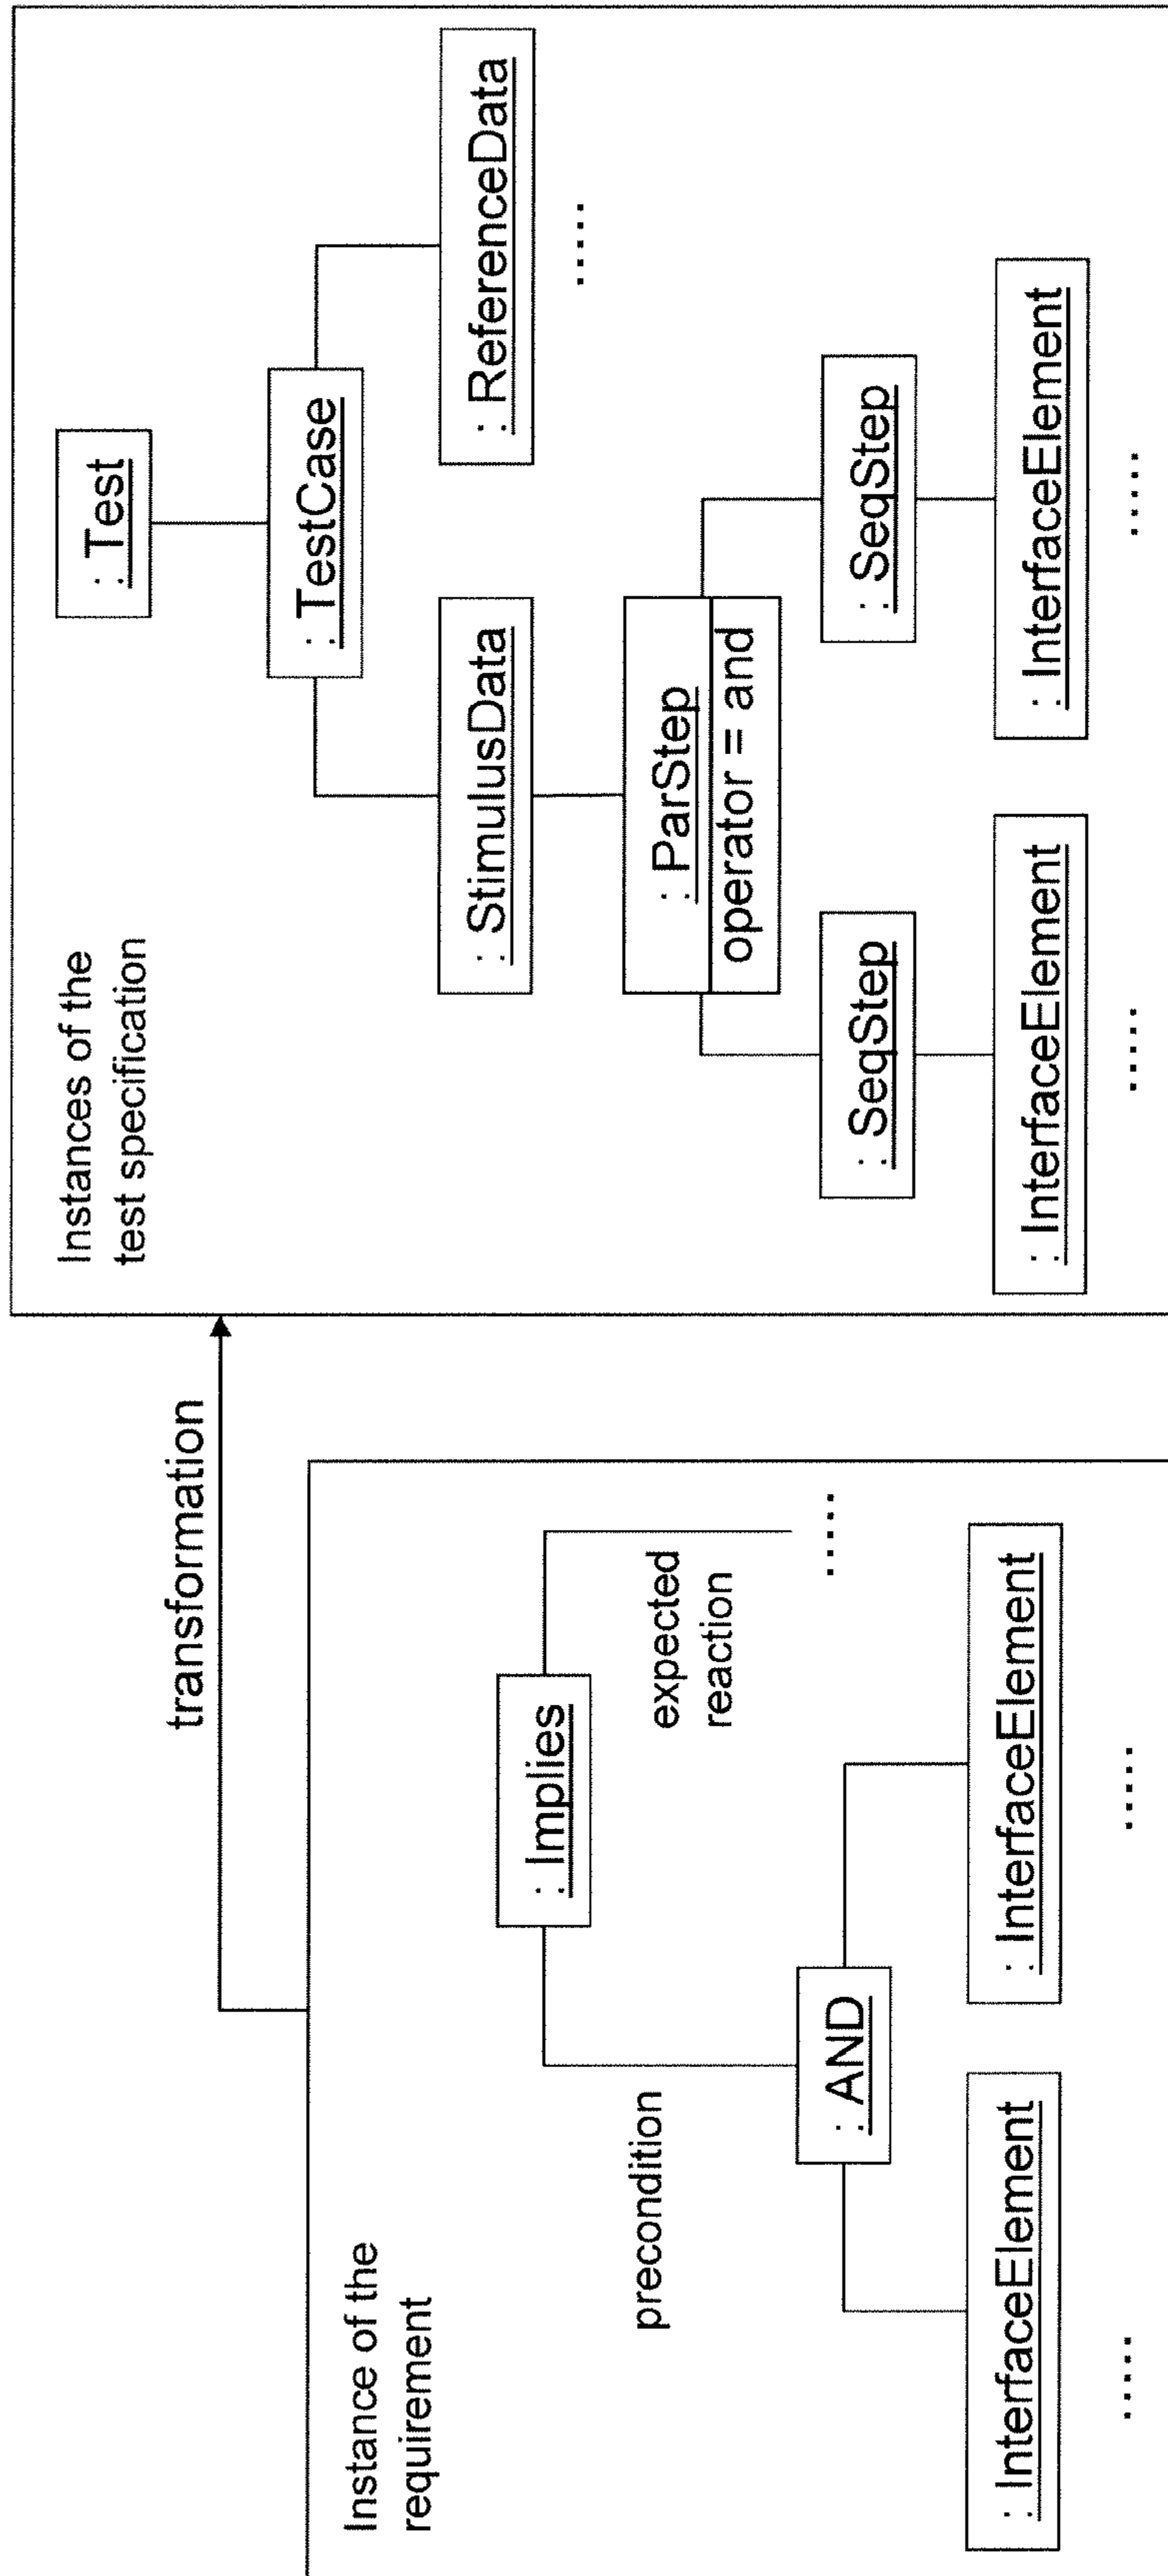 transformation
Instance of the
requirement
: Implies
precondition
expected
reaction
.....
: AND
: InterfaceElement
: InterfaceElement
.....
.....
Instances of the
test specification
: Test
: TestCase
: StimulusData
: ReferenceData
.....
: ParStep
operator = and
: SeqStep
: SeqStep
: InterfaceElement
: InterfaceElement
.....
.....